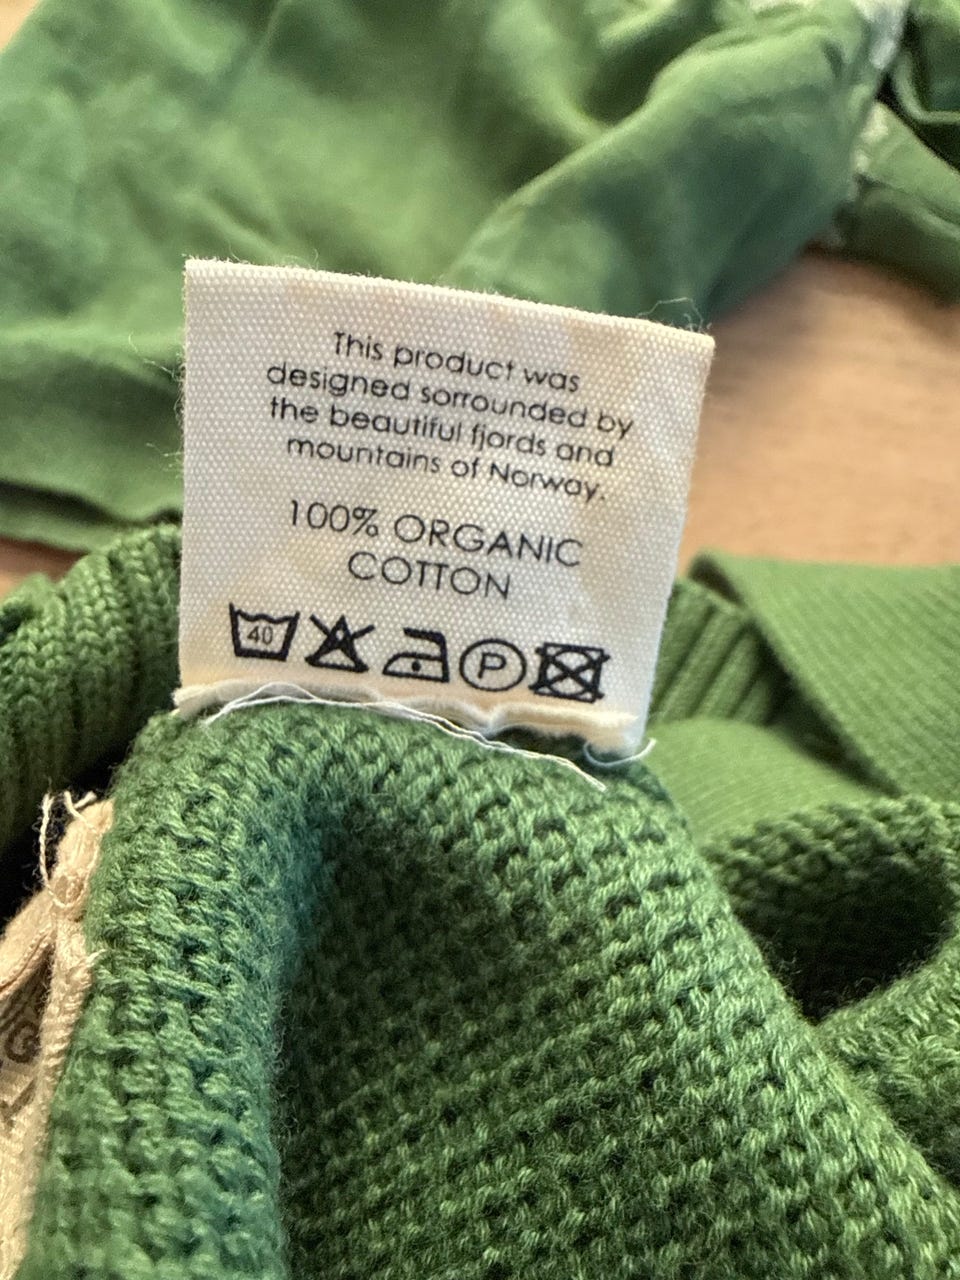 This product was
designed sorrounded by
the beautiful fjords and
mountains of Norway.
100% ORGANIC
COTTON
40
P